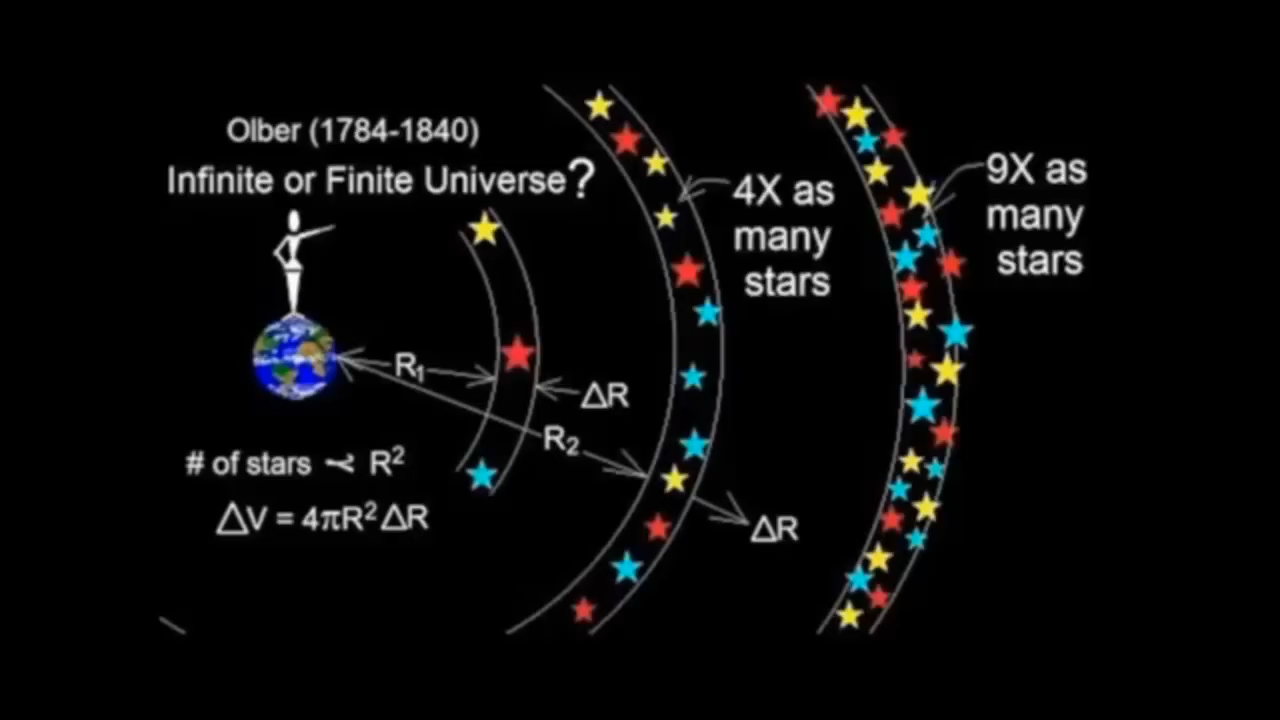 Olber (1784-1840)
Infinite or Finite Universe?
4X as
many
stars
9X as
many
stars
R₁
ΔR
R₂
# of stars ∝ R²
ΔV = 4πR²ΔR
ΔR